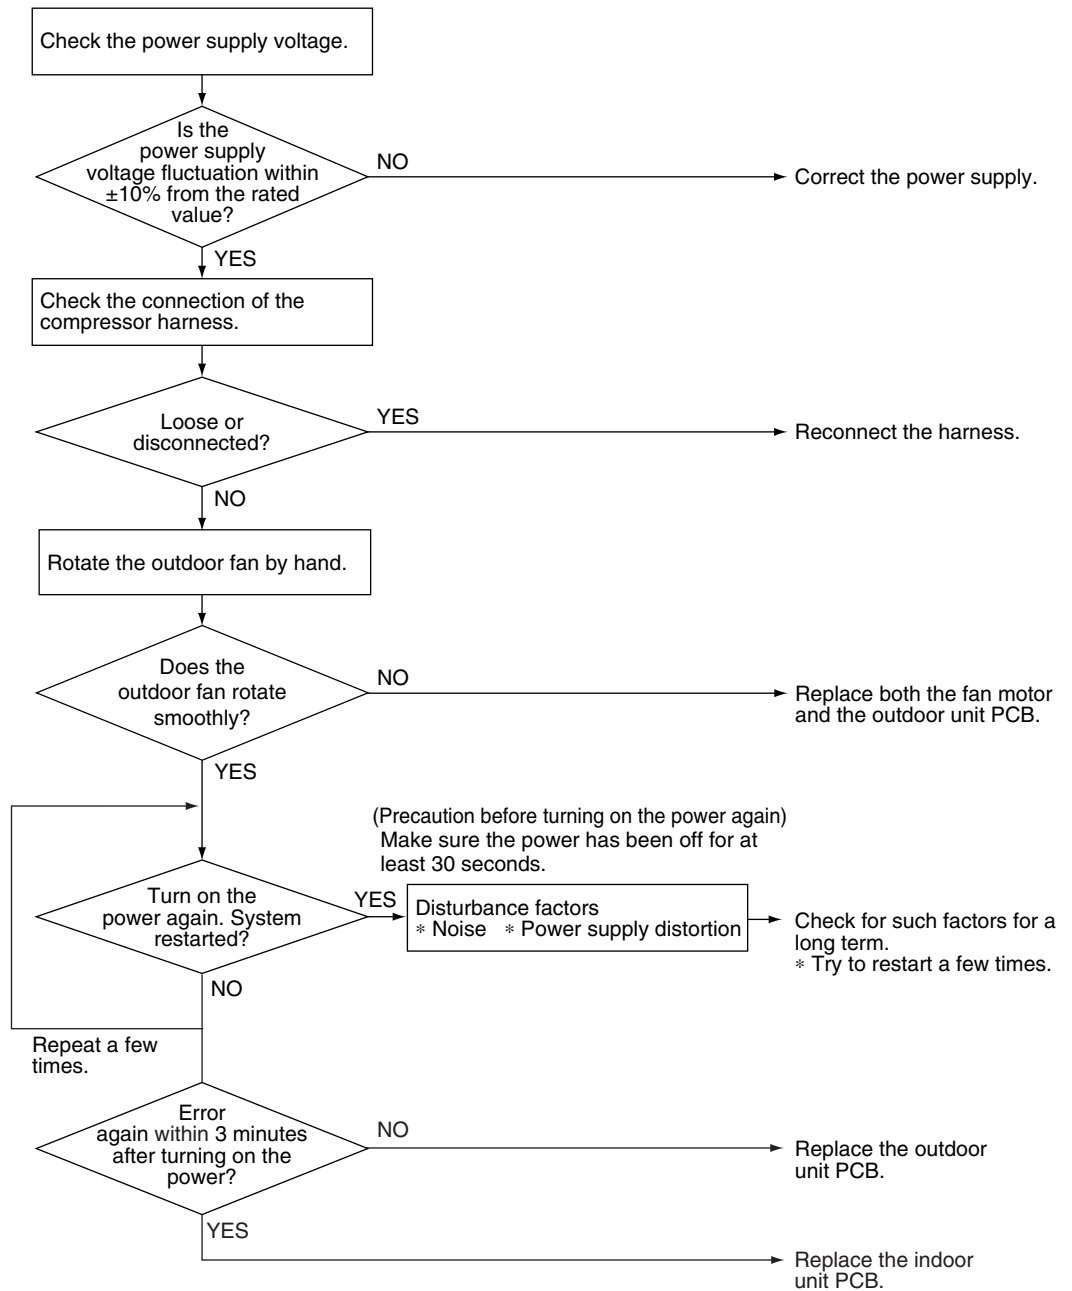 Check the power supply voltage.
Is the
power supply
voltage fluctuation within
±10% from the rated
value?
NO
Correct the power supply.
YES
Check the connection of the
compressor harness.
Loose or
disconnected?
YES
Reconnect the harness.
NO
Rotate the outdoor fan by hand.
Does the
outdoor fan rotate
smoothly?
NO
Replace both the fan motor
and the outdoor unit PCB.
YES
(Precaution before turning on the power again)
Make sure the power has been off for at
least 30 seconds.
Turn on the
power again. System
restarted?
YES
Disturbance factors
* Noise * Power supply distortion
Check for such factors for a
long term.
* Try to restart a few times.
NO
Repeat a few
times.
Error
again within 3 minutes
after turning on the
power?
NO
Replace the outdoor
unit PCB.
YES
Replace the indoor
unit PCB.